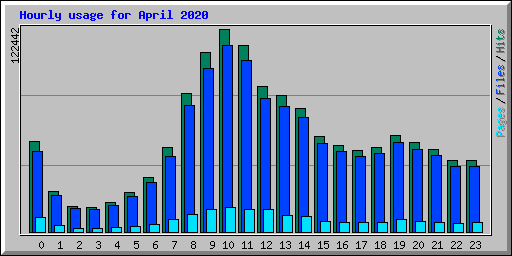 Hourly usage for April 2020
122442
Pages/Files/Hits
0 1 2 3 4 5 6 7 8 9 10 11 12 13 14 15 16 17 18 19 20 21 22 23